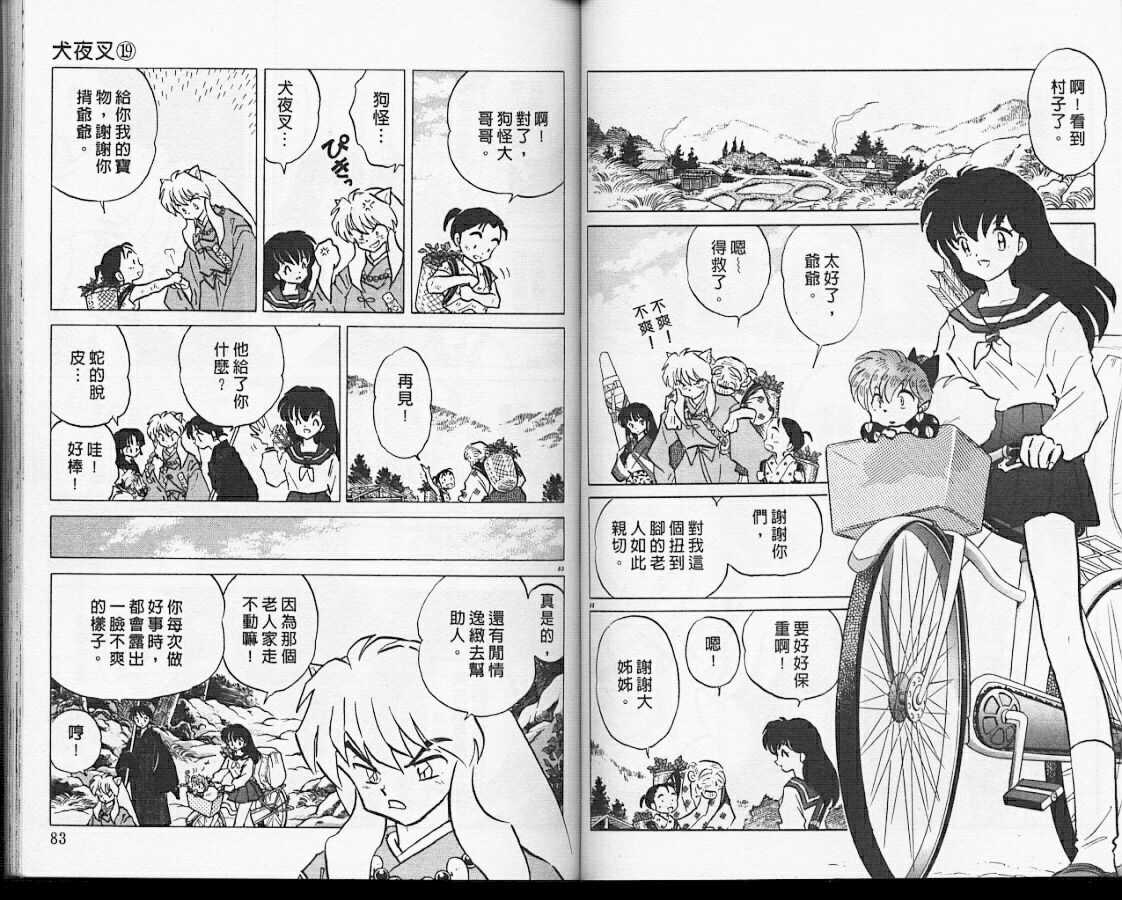 啊！看到
村子了。
太好了，
爺爺。
嗯～
得救了。
不爽！
不爽！
謝謝你
們，
對我這
個扭到
腳的老
人如此
親切。
要好好保
重啊！
嗯！
謝謝大
姊姊。
犬夜叉⑲
啊！
對了，
狗怪大
哥哥。
狗怪…
ぴきっ
犬夜叉…
給你我的寶
物，謝謝你
揹爺爺。
再見！
他給了你
什麼？
蛇的脫
皮…
哇！
好棒！
真是的，
還有閒情
逸緻去幫
助人。
因為那個
老人家走
不動嘛！
你每次做
好事時，
都會露出
一臉不爽
的樣子。
哼！
83